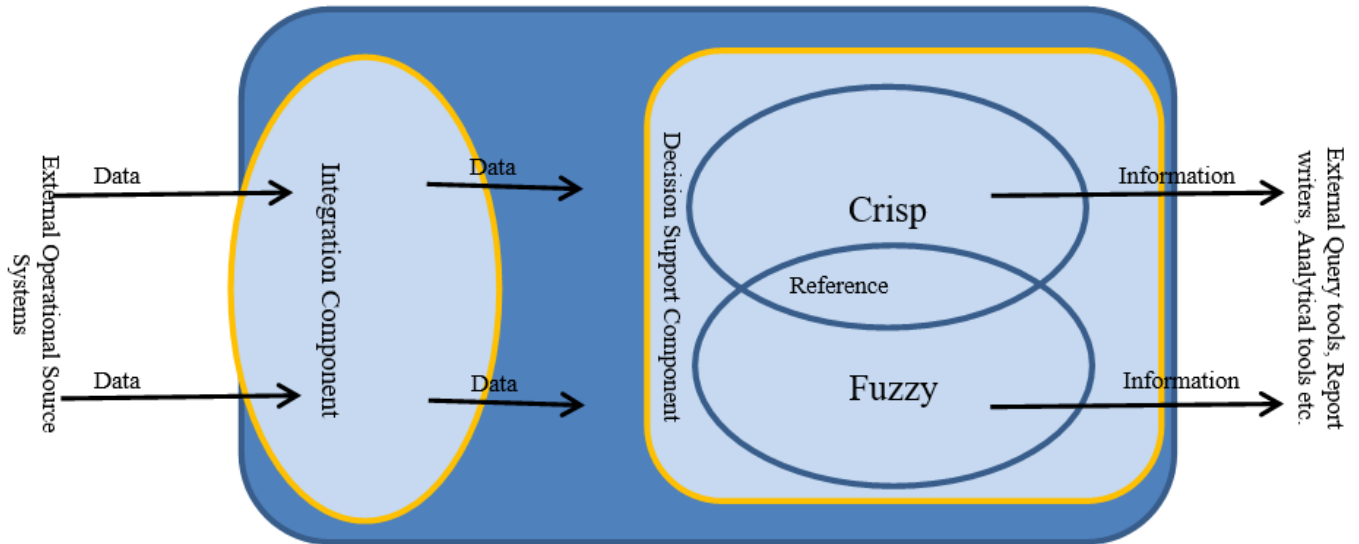 External Operational Source
Systems
Data
Data
Integration Component
Data
Data
Decision Support Component
Crisp
Reference
Fuzzy
Information
Information
External Query tools, Report
writers, Analytical tools etc.